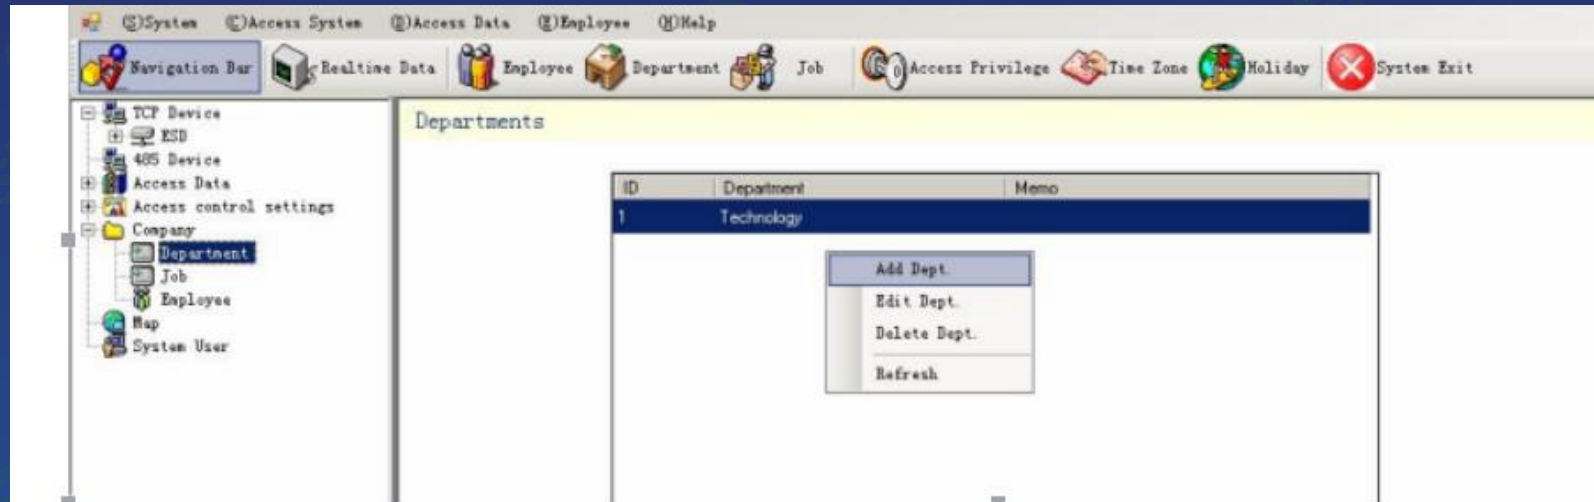 (S)System (C)Access System (D)Access Data (E)Employee (H)Help
Navigation Bar Realtime Data Employee Department Job Access Privilege Time Zone Holiday System Exit
TCP Device
ESD
485 Device
Access Data
Access control settings
Company
Department
Job
Employee
Map
System User
Departments
ID Department Memo
1 Technology
Add Dept.
Edit Dept.
Delete Dept.
Refresh